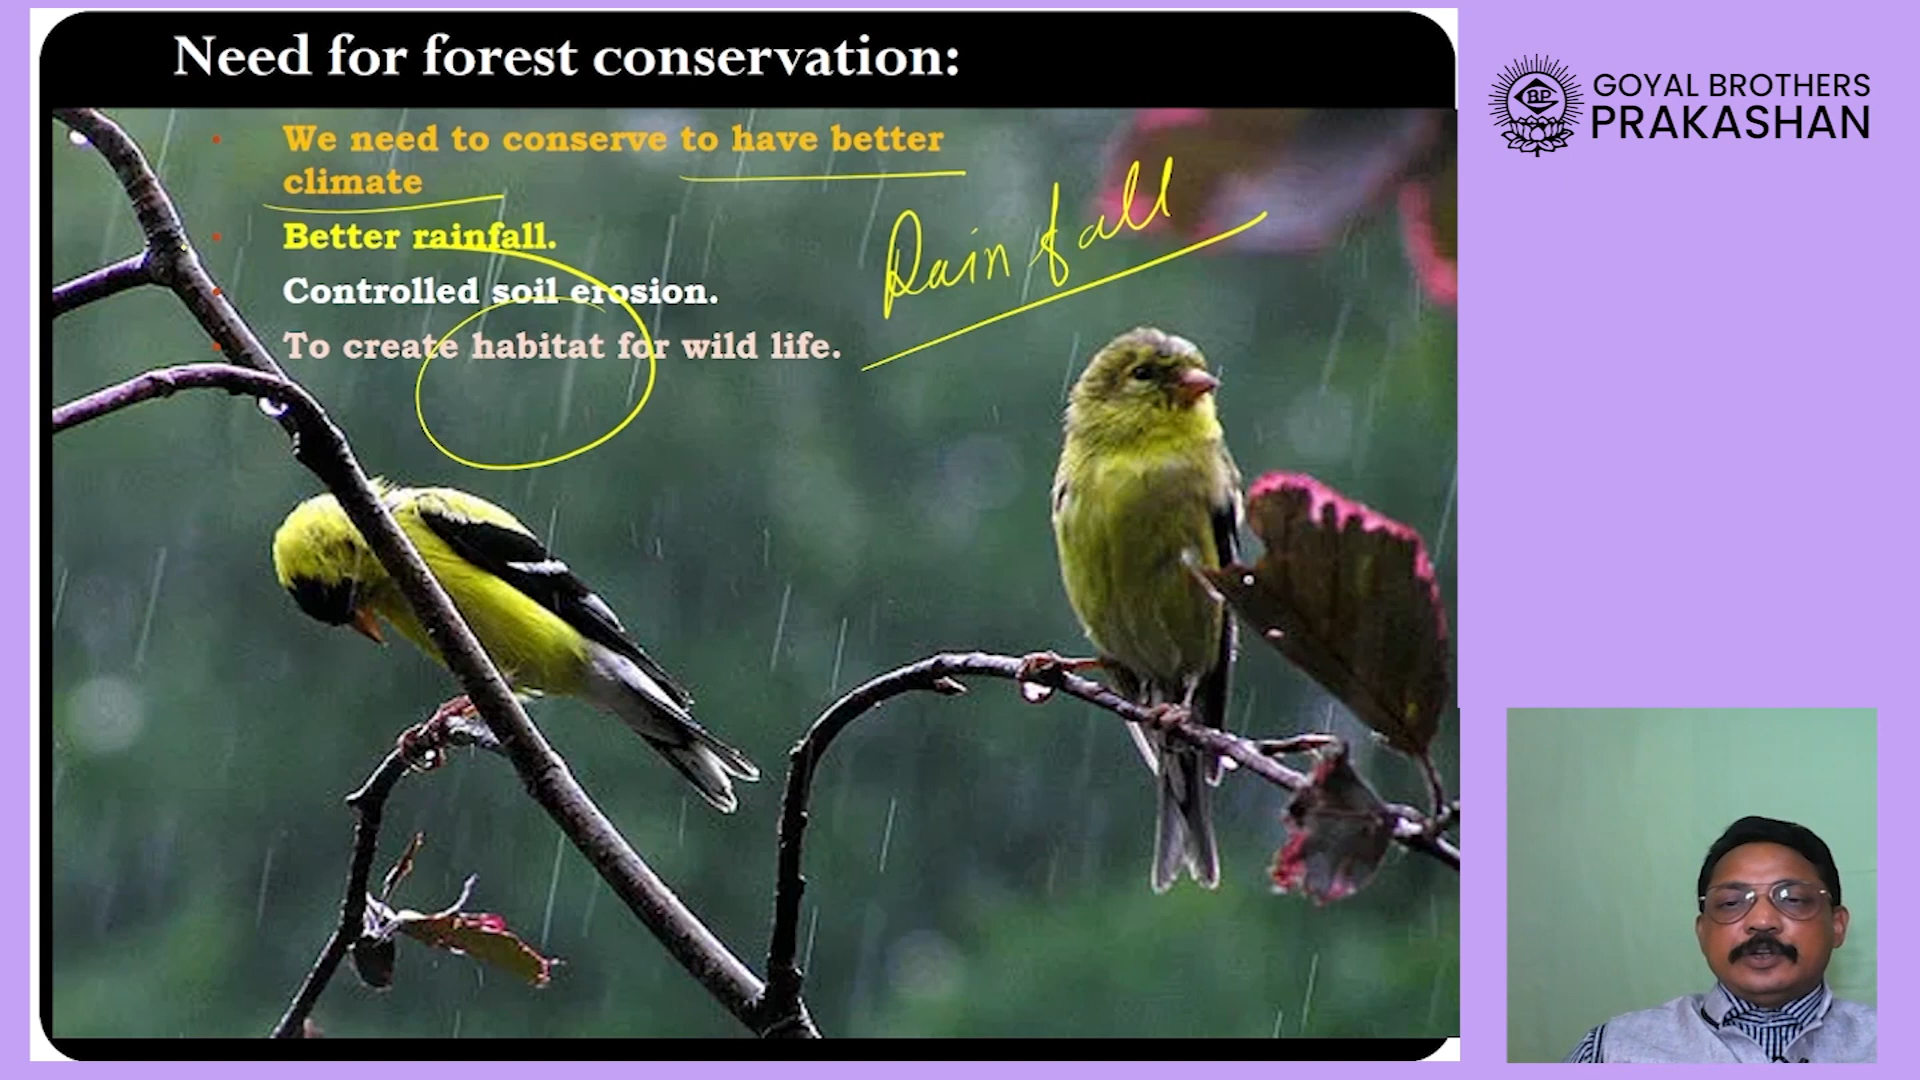 Need for forest conservation:
We need to conserve to have better
climate
Better rainfall.
Controlled soil erosion.
To create habitat for wild life.
Rainfall
BP
GOYAL BROTHERS
PRAKASHAN